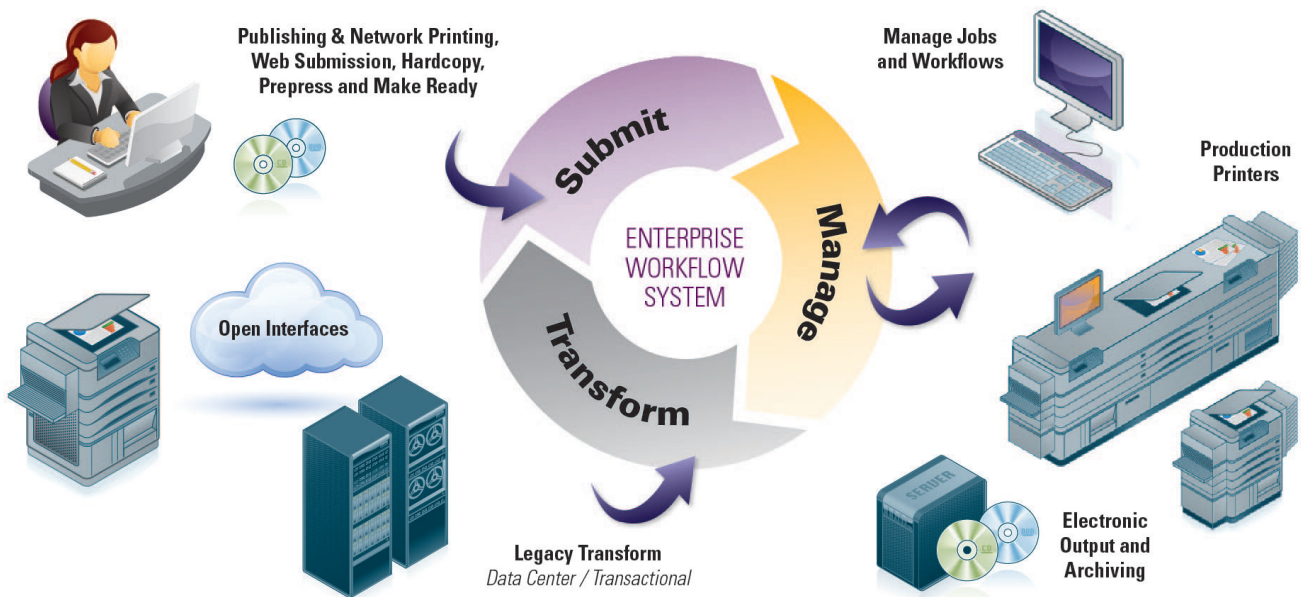 Publishing & Network Printing,
Web Submission, Hardcopy,
Prepress and Make Ready
Manage Jobs
and Workflows
Production
Printers
Submit
Manage
Transform
ENTERPRISE
WORKFLOW
SYSTEM
Open Interfaces
Legacy Transform
Data Center / Transactional
SERVER
CD
Electronic
Output and
Archiving